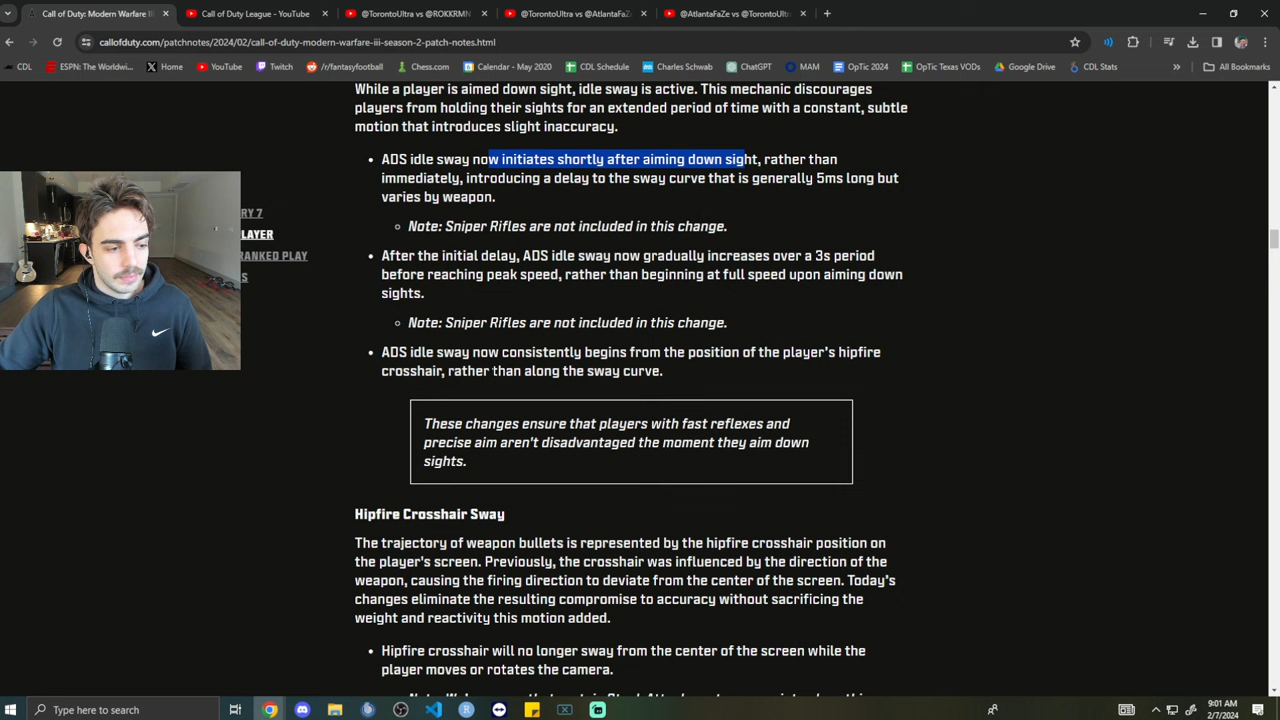 Call of Duty: Modern Warfare II
Call of Duty League - YouTube
@TorontoUltra vs @ROKKRMN
@TorontoUltra vs @AtlantaFaZe
@AtlantaFaZe vs @TorontoUltra
callofduty.com/patchnotes/2024/02/call-of-duty-modern-warfare-iii-season-2-patch-notes.html
CDL
ESPN: The Worldwi...
Home
YouTube
Twitch
/r/fantasyfootball
Chess.com
Calendar - May 2020
CDL Schedule
Charles Schwab
ChatGPT
MAM
OpTic 2024
OpTic Texas VODs
Google Drive
CDL Stats
All Bookmarks
While a player is aimed down sight, idle sway is active. This mechanic discourages
players from holding their sights for an extended period of time with a constant, subtle
motion that introduces slight inaccuracy.
ADS idle sway now initiates shortly after aiming down sight, rather than
immediately, introducing a delay to the sway curve that is generally 5ms long but
varies by weapon.
Note: Sniper Rifles are not included in this change.
After the initial delay, ADS idle sway now gradually increases over a 3s period
before reaching peak speed, rather than beginning at full speed upon aiming down
sights.
Note: Sniper Rifles are not included in this change.
ADS idle sway now consistently begins from the position of the player's hipfire
crosshair, rather than along the sway curve.
These changes ensure that players with fast reflexes and
precise aim aren't disadvantaged the moment they aim down
sights.
Hipfire Crosshair Sway
The trajectory of weapon bullets is represented by the hipfire crosshair position on
the player's screen. Previously, the crosshair was influenced by the direction of the
weapon, causing the firing direction to deviate from the center of the screen. Today's
changes eliminate the resulting compromise to accuracy without sacrificing the
weight and reactivity this motion added.
Hipfire crosshair will no longer sway from the center of the screen while the
player moves or rotates the camera.
RY 7
LAYER
RANKED PLAY
S
Type here to search
9:01 AM
2/7/2024